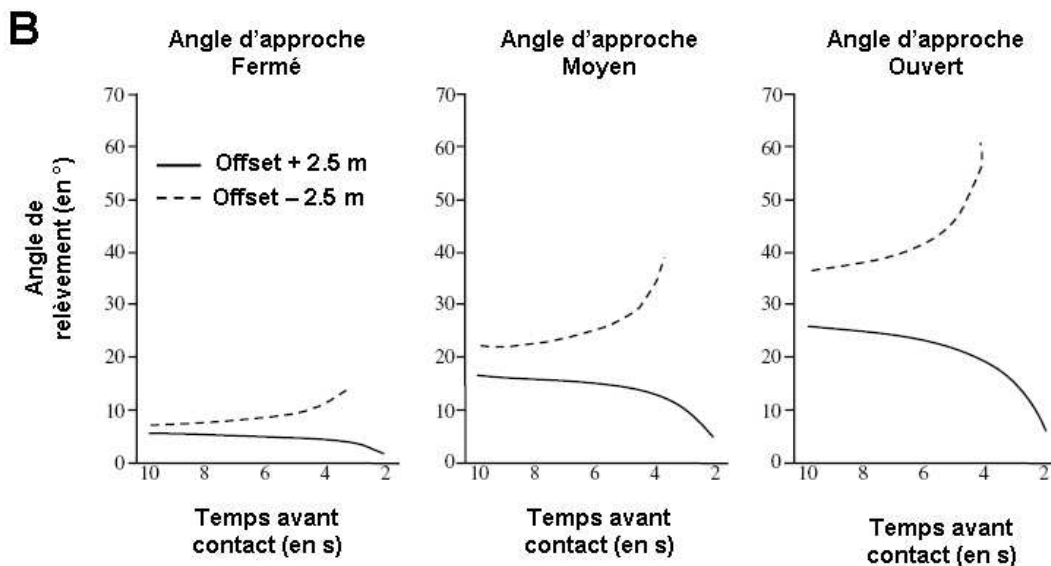 B
Angle d'approche
Fermé
Angle d'approche
Moyen
Angle d'approche
Ouvert
Angle de
relèvement (en °)
70
60
50
40
30
20
10
0
Offset + 2.5 m
Offset – 2.5 m
10 8 6 4 2
Temps avant
contact (en s)
70
60
50
40
30
20
10
0
10 8 6 4 2
Temps avant
contact (en s)
70
60
50
40
30
20
10
0
10 8 6 4 2
Temps avant
contact (en s)